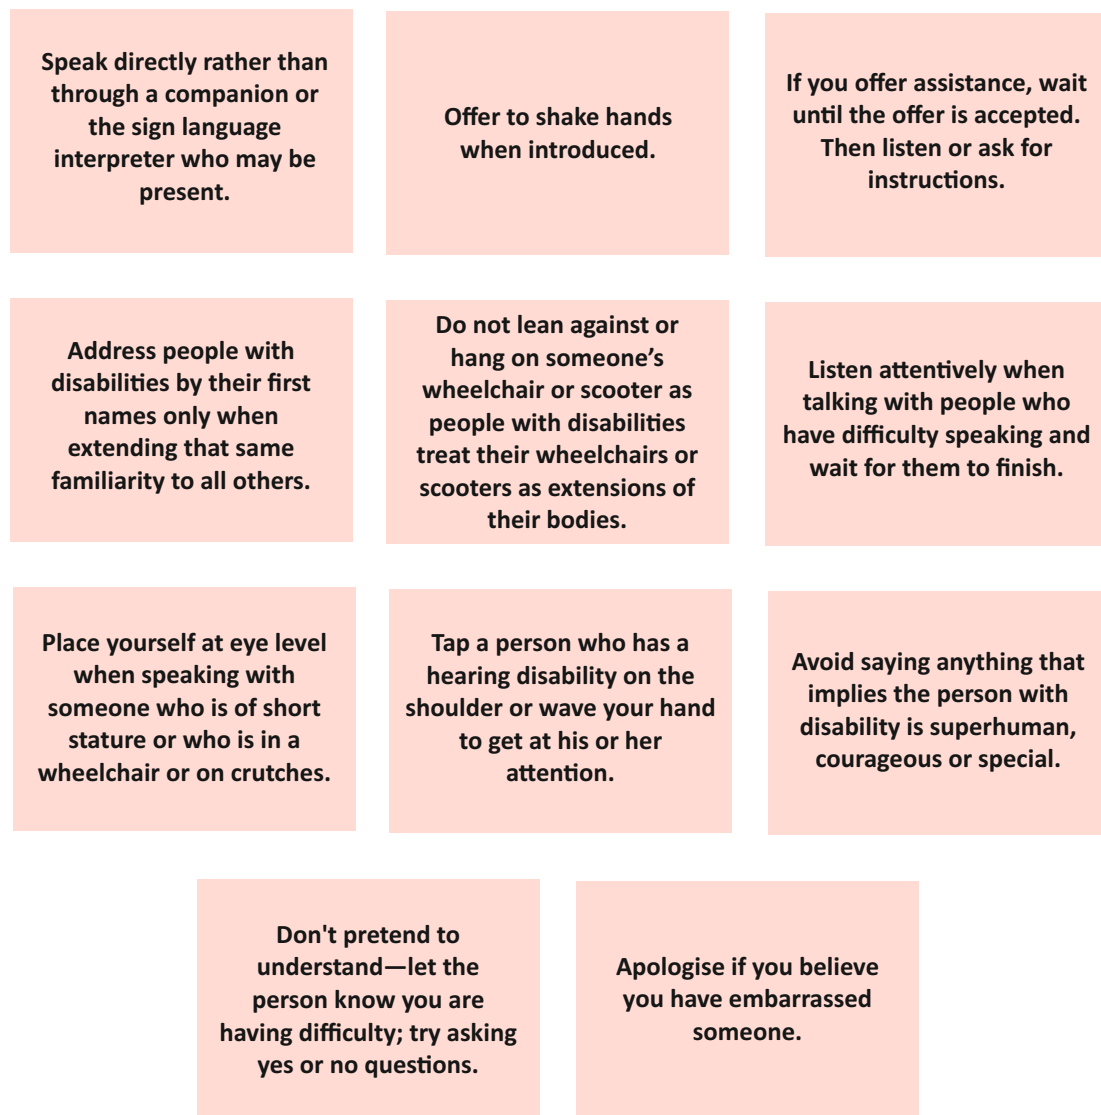 Speak directly rather than
through a companion or
the sign language
interpreter who may be
present.
Offer to shake hands
when introduced.
If you offer assistance, wait
until the offer is accepted.
Then listen or ask for
instructions.
Address people with
disabilities by their first
names only when
extending that same
familiarity to all others.
Do not lean against or
hang on someone’s
wheelchair or scooter as
people with disabilities
treat their wheelchairs or
scooters as extensions of
their bodies.
Listen attentively when
talking with people who
have difficulty speaking and
wait for them to finish.
Place yourself at eye level
when speaking with
someone who is of short
stature or who is in a
wheelchair or on crutches.
Tap a person who has a
hearing disability on the
shoulder or wave your hand
to get at his or her
attention.
Avoid saying anything that
implies the person with
disability is superhuman,
courageous or special.
Don't pretend to
understand—let the
person know you are
having difficulty; try asking
yes or no questions.
Apologise if you believe
you have embarrassed
someone.